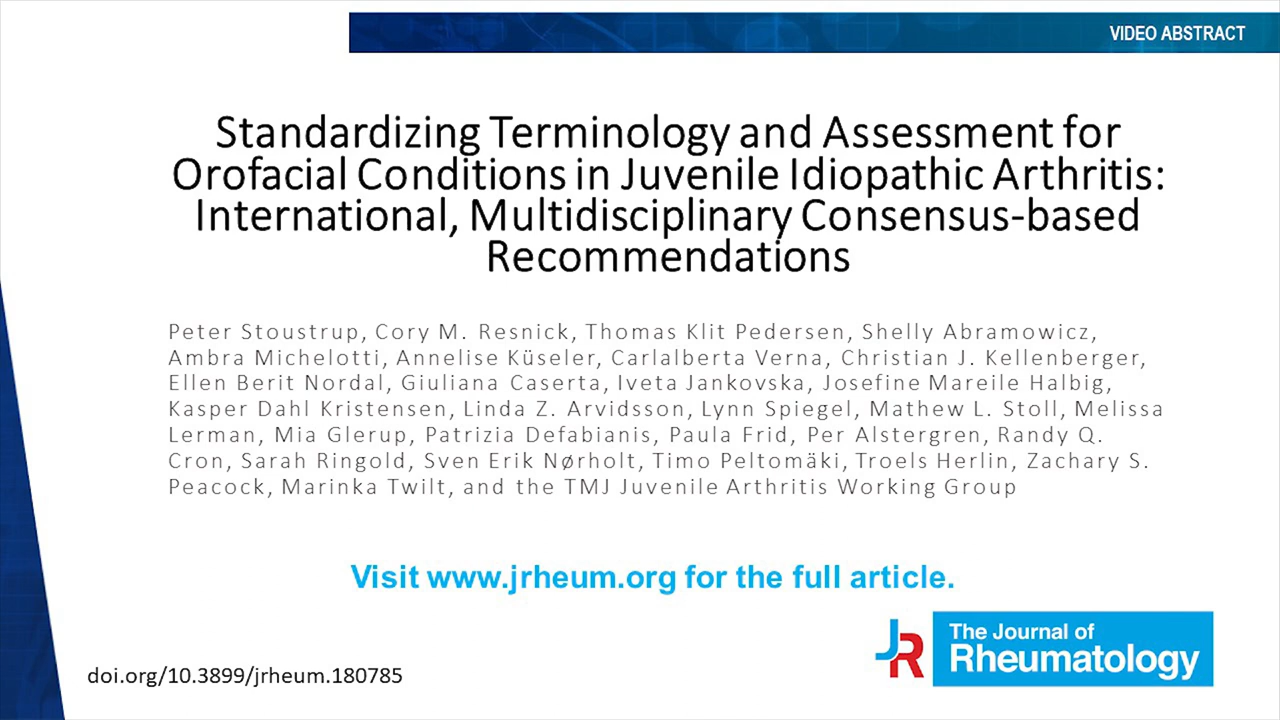 VIDEO ABSTRACT
Standardizing Terminology and Assessment for
Orofacial Conditions in Juvenile Idiopathic Arthritis:
International, Multidisciplinary Consensus-based
Recommendations
Peter Stoustrup, Cory M. Resnick, Thomas Klit Pedersen, Shelly Abramowicz,
Ambra Michelotti, Annelise Küseler, Carlalberta Verna, Christian J. Kellenberger,
Ellen Berit Nordal, Giuliana Caserta, Iveta Jankovska, Josefine Mareile Halbig,
Kasper Dahl Kristensen, Linda Z. Arvidsson, Lynn Spiegel, Mathew L. Stoll, Melissa
Lerman, Mia Glerup, Patrizia Defabianis, Paula Frid, Per Alstergren, Randy Q.
Cron, Sarah Ringold, Sven Erik Nørholt, Timo Peltomäki, Troels Herlin, Zachary S.
Peacock, Marinka Twilt, and the TMJ Juvenile Arthritis Working Group
Visit www.jrheum.org for the full article.
JR
The Journal of
Rheumatology
doi.org/10.3899/jrheum.180785